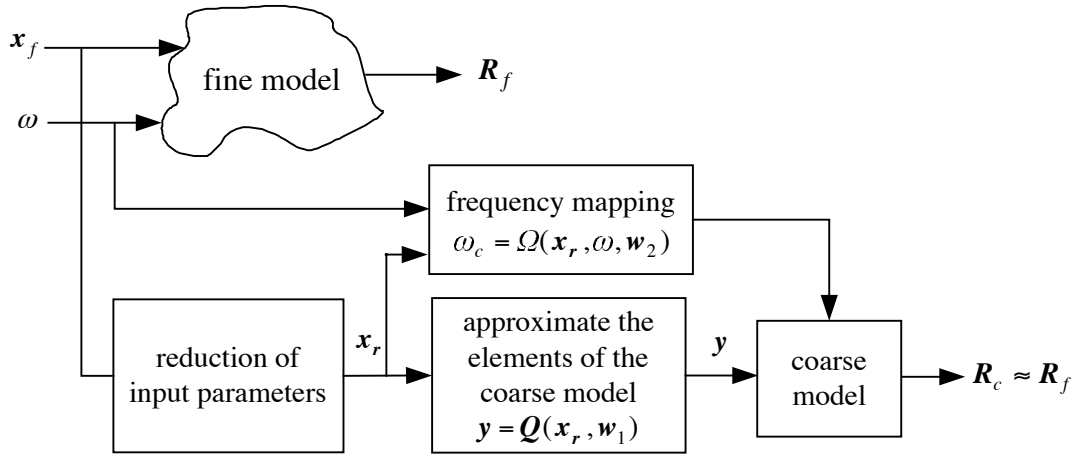 x_f
fine model
R_f
ω
frequency mapping
ω_c = Ω(x_r, ω, w_2)
reduction of
input parameters
x_r
approximate the
elements of the
coarse model
y = Q(x_r, w_1)
y
coarse
model
R_c ≈ R_f